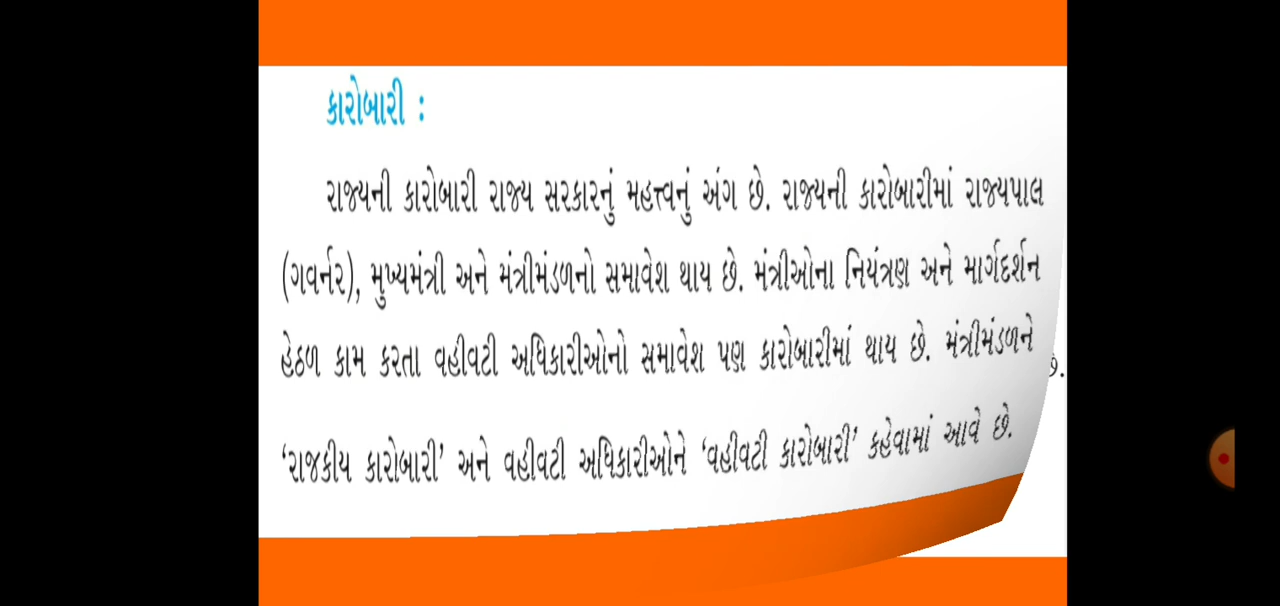 કારોબારી :
રાજ્યની કારોબારી રાજ્ય સરકારનું મહત્ત્વનું અંગ છે. રાજ્યની કારોબારીમાં રાજ્યપાલ
(ગવર્નર), મુખ્યમંત્રી અને મંત્રીમંડળનો સમાવેશ થાય છે. મંત્રીઓના નિયંત્રણ અને માર્ગદર્શન
હેઠળ કામ કરતા વહીવટી અધિકારીઓનો સમાવેશ પણ કારોબારીમાં થાય છે. મંત્રીમંડળને
‘રાજકીય કારોબારી’ અને વહીવટી અધિકારીઓને ‘વહીવટી કારોબારી’ કહેવામાં આવે છે.